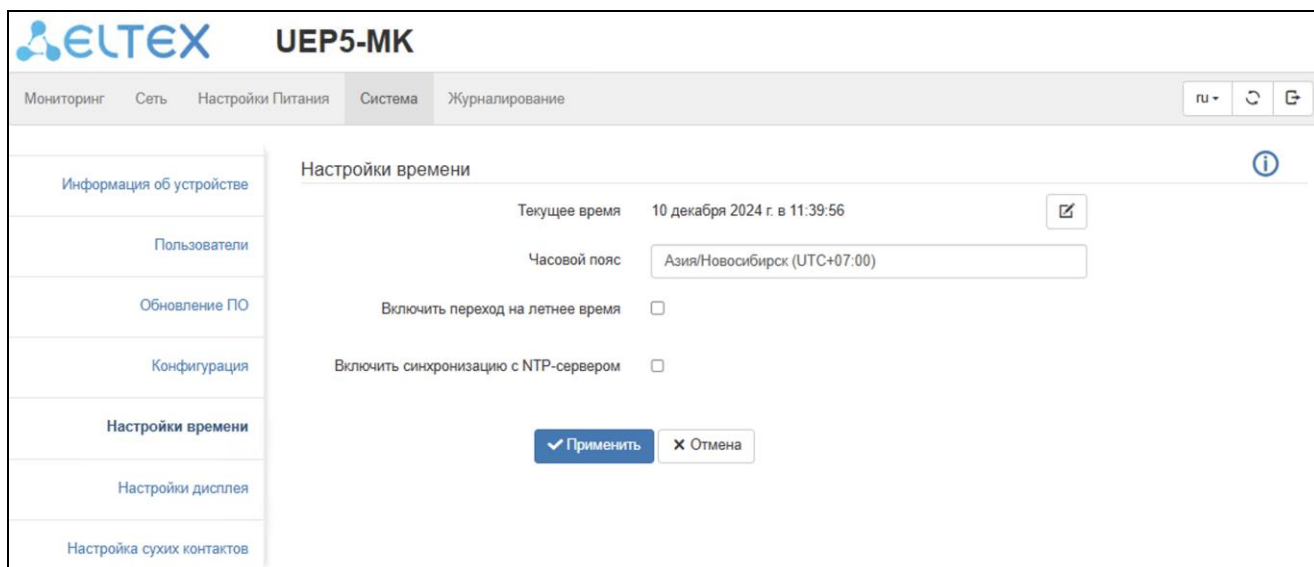 ELTEX UEP5-MK
Мониторинг Сеть Настройки Питания Система Журналирование ru
Информация об устройстве
Пользователи
Обновление ПО
Конфигурация
Настройки времени
Настройки дисплея
Настройка сухих контактов
Настройки времени
Текущее время 10 декабря 2024 г. в 11:39:56
Часовой пояс Азия/Новосибирск (UTC+07:00)
Включить переход на летнее время
Включить синхронизацию с NTP-сервером
Применить Отмена